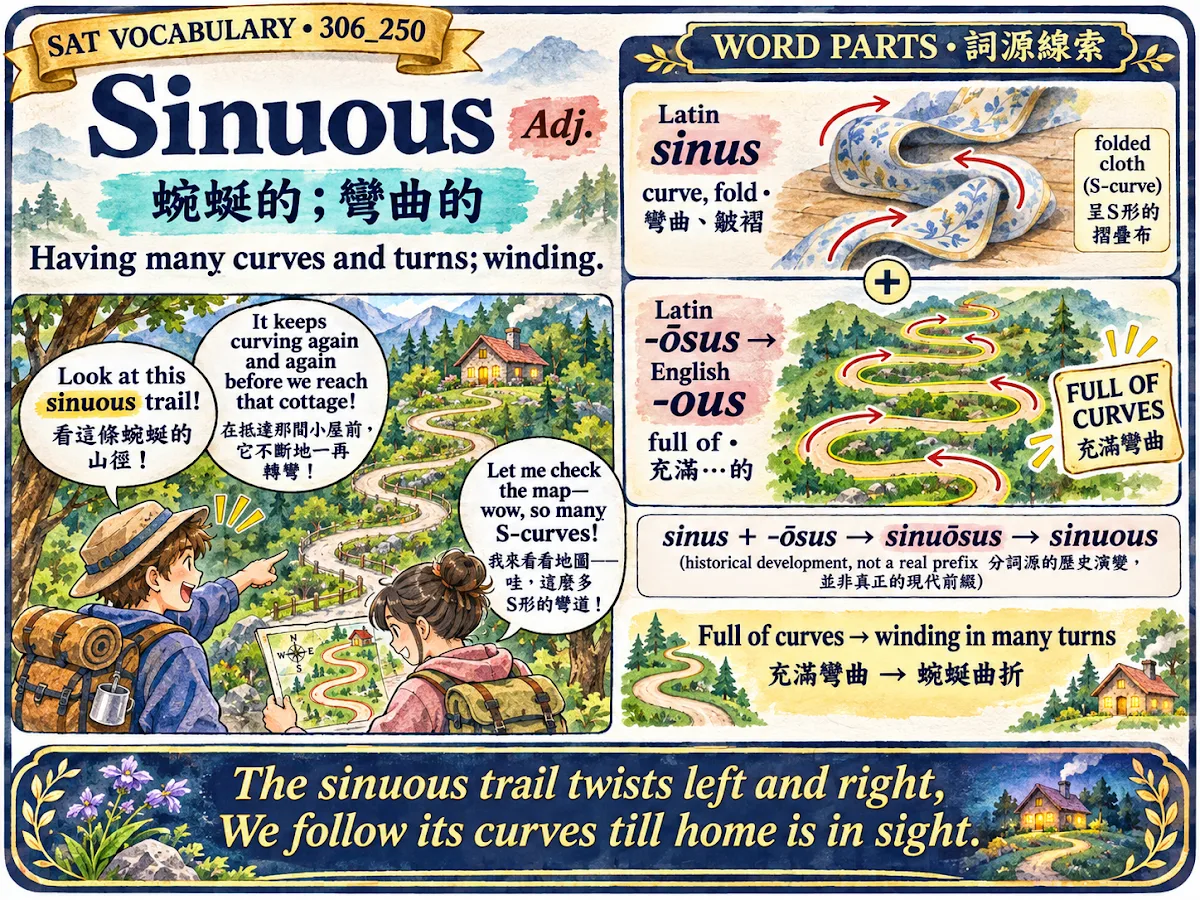 SAT VOCABULARY • 306_250
Sinuous
Adj.
蜿蜒的；彎曲的
Having many curves and turns; winding.
Look at this
sinuous trail!
看這條蜿蜒的
山徑！
It keeps
curving again
and again
before we reach
that cottage!
在抵達那間小屋前，
它不斷地一再
轉彎！
Let me check
the map—
wow, so many
S-curves!
我來看看地圖——
哇，這麼多
S形的彎道！
N
W E
S
WORD PARTS • 詞源線索
Latin
sinus
curve, fold •
彎曲、皺褶
folded
cloth
(S-curve)
呈S形的
摺疊布
+
Latin
-ōsus →
English
-ous
full of •
充滿…的
FULL OF
CURVES
充滿彎曲
sinus + -ōsus → sinuōsus → sinuous
(historical development, not a real prefix 分詞源的歷史演變，
並非真正的現代前綴)
Full of curves → winding in many turns
充滿彎曲 → 蜿蜒曲折
The sinuous trail twists left and right,
We follow its curves till home is in sight.